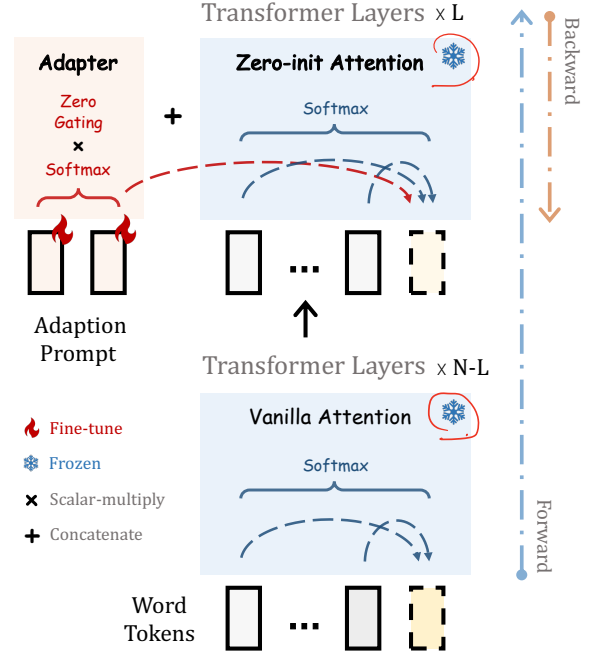 Transformer Layers × L
Adapter
Zero
Gating
×
Softmax
+
Zero-init Attention
Softmax
...
Adaption
Prompt
Transformer Layers × N-L
Vanilla Attention
Softmax
...
Word
Tokens
Fine-tune
Frozen
× Scalar-multiply
+ Concatenate
Backward
Forward